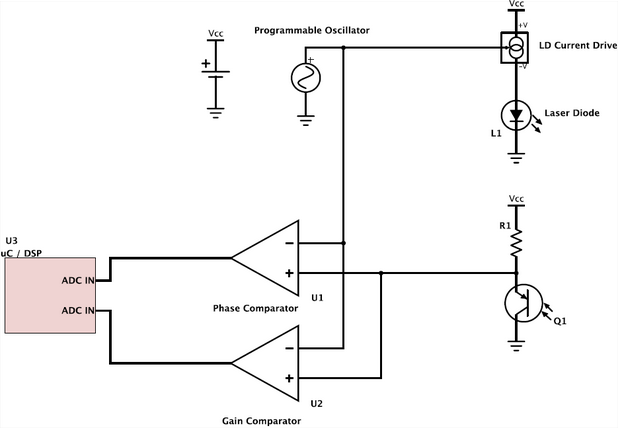 Vcc
+V
LD Current Drive
-V
Programmable Oscillator
Vcc
+
+
Laser Diode
L1
Vcc
R1
U3
uC / DSP
ADC IN
ADC IN
−
+
U1
Phase Comparator
Q1
−
+
U2
Gain Comparator